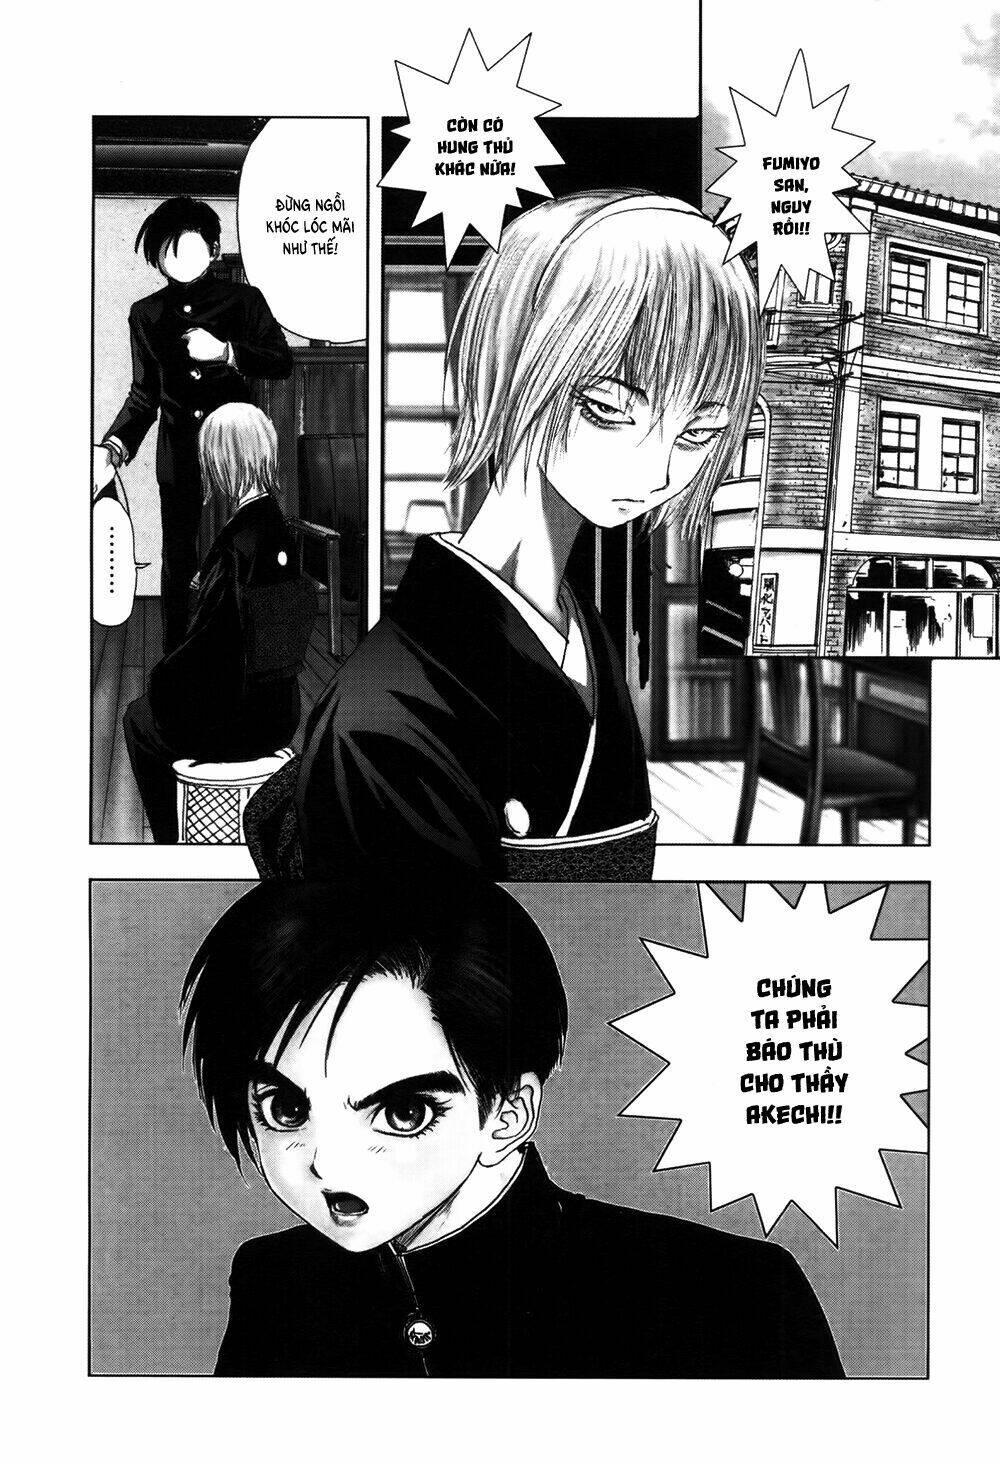 FUMIYO
SAN,
NGUY
RỒI!!
CÒN CÓ
HUNG THỦ
KHÁC NỮA!
ĐỪNG NGỒI
KHÓC LÓC MÃI
NHƯ THẾ!
.........
CHÚNG
TA PHẢI
BÁO THÙ
CHO THẦY
AKECHI!!